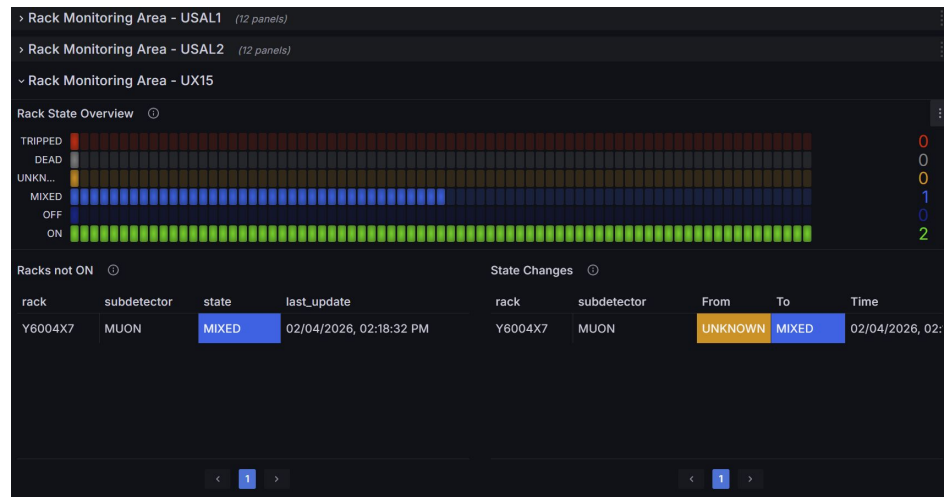 Rack Monitoring Area - USAL1 (12 panels)
Rack Monitoring Area - USAL2 (12 panels)
Rack Monitoring Area - UX15
Rack State Overview
TRIPPED 0
DEAD 0
UNKN... 0
MIXED 1
OFF 0
ON 2
Racks not ON
rack subdetector state last_update
Y6004X7 MUON MIXED 02/04/2026, 02:18:32 PM
1
State Changes
rack subdetector From To Time
Y6004X7 MUON UNKNOWN MIXED 02/04/2026, 02:
1